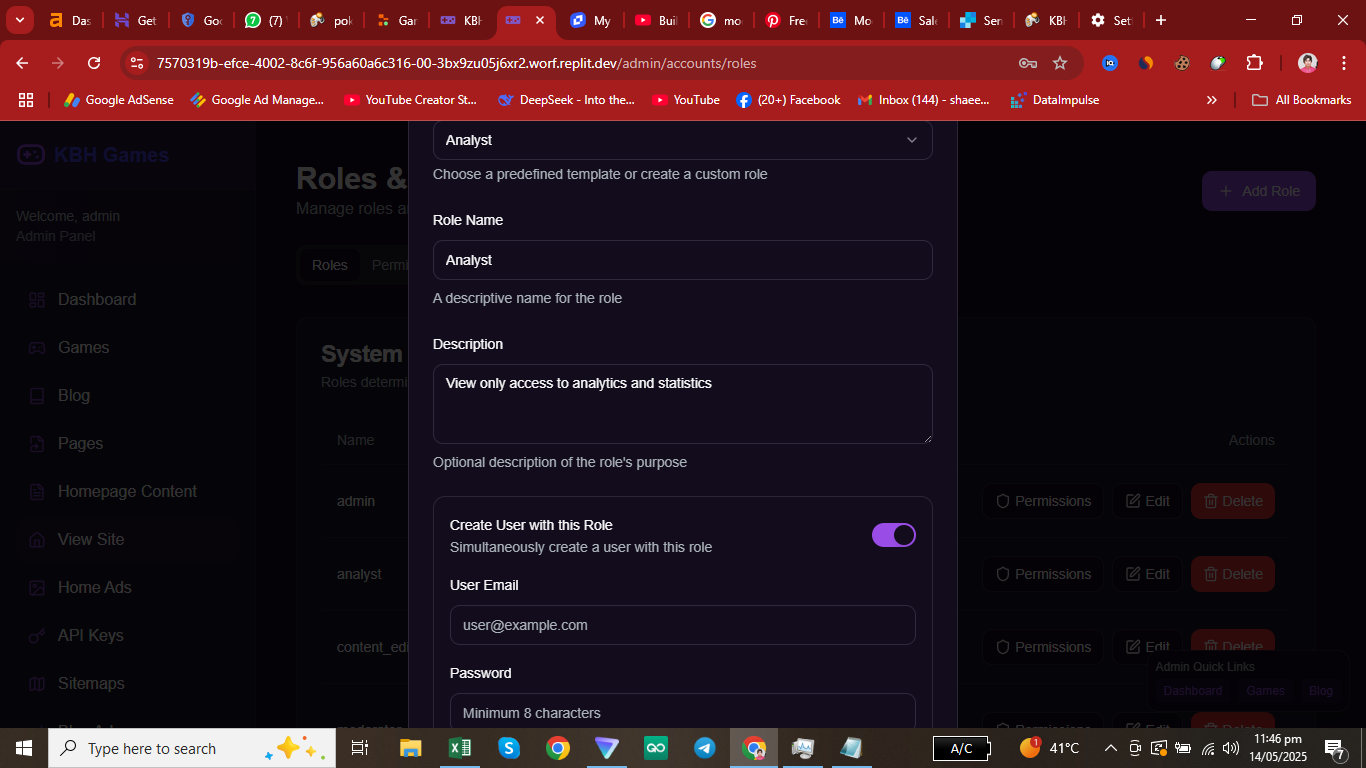 Das
Get
Goo
(7)
pok
Gar
KBH
My
Buil
mo
Free
Mo
Sale
Sen
KBH
Sett
7570319b-efce-4002-8c6f-956a60a6c316-00-3bx9zu05j6xr2.worf.replit.dev/admin/accounts/roles
Google AdSense
Google Ad Manage...
YouTube Creator St...
DeepSeek - Into the...
YouTube
(20+) Facebook
Inbox (144) - shaee...
DataImpulse
All Bookmarks
KBH Games
Welcome, admin
Admin Panel
Dashboard
Games
Blog
Pages
Homepage Content
View Site
Home Ads
API Keys
Sitemaps
Roles &
Manage roles a
+ Add Role
Roles
Permi
System
Roles determi
Name
Actions
admin
Permissions
Edit
Delete
analyst
Permissions
Edit
Delete
content_edi
Permissions
Edit
Delete
Analyst
Choose a predefined template or create a custom role
Role Name
Analyst
A descriptive name for the role
Description
View only access to analytics and statistics
Optional description of the role's purpose
Create User with this Role
Simultaneously create a user with this role
User Email
user@example.com
Password
Minimum 8 characters
Admin Quick Links
Dashboard
Games
Blog
Type here to search
A/C
1
41°C
11:46 pm
14/05/2025
7